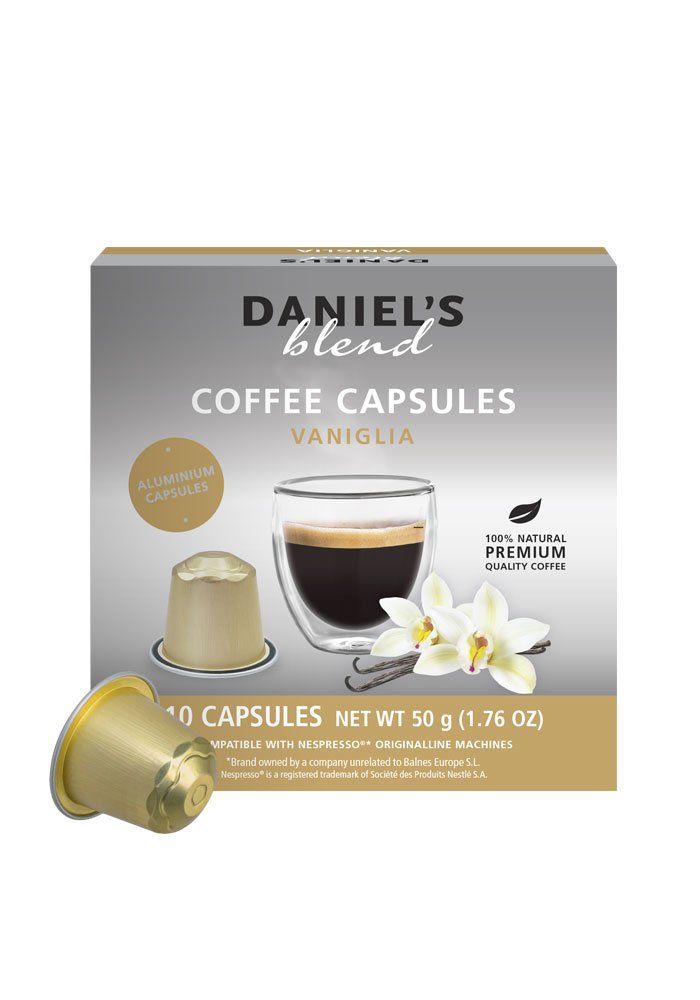 VANIGLIA
DANIEL'S
DANIEL'S
blend
COFFEE CAPSULES
VANIGLIA
ALUMINIUM
CAPSULES
100% NATURAL
PREMIUM
QUALITY COFFEE
10 CAPSULES NET WT 50 g (1.76 OZ)
WITH NESPRESSO®* ORIGINALLINE MACHINES
*Brand owned by a company unrelated to Balnes Europe S.L.
Nespresso® is a registered trademark of Société des Produits Nestlé S.A.